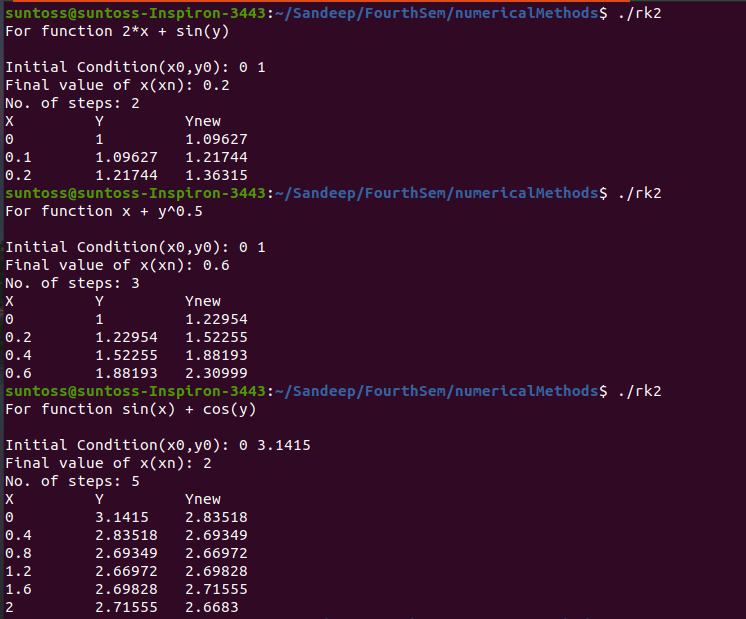 suntoss@suntoss-Inspiron-3443:~/Sandeep/FourthSem/numericalMethods$ ./rk2
For function 2*x + sin(y)
Initial Condition(x0,y0): 0 1
Final value of x(xn): 0.2
No. of steps: 2
X Y Ynew
0 1 1.09627
0.1 1.09627 1.21744
0.2 1.21744 1.36315
suntoss@suntoss-Inspiron-3443:~/Sandeep/FourthSem/numericalMethods$ ./rk2
For function x + y^0.5
Initial Condition(x0,y0): 0 1
Final value of x(xn): 0.6
No. of steps: 3
X Y Ynew
0 1 1.22954
0.2 1.22954 1.52255
0.4 1.52255 1.88193
0.6 1.88193 2.30999
suntoss@suntoss-Inspiron-3443:~/Sandeep/FourthSem/numericalMethods$ ./rk2
For function sin(x) + cos(y)
Initial Condition(x0,y0): 0 3.1415
Final value of x(xn): 2
No. of steps: 5
X Y Ynew
0 3.1415 2.83518
0.4 2.83518 2.69349
0.8 2.69349 2.66972
1.2 2.66972 2.69828
1.6 2.69828 2.71555
2 2.71555 2.6683